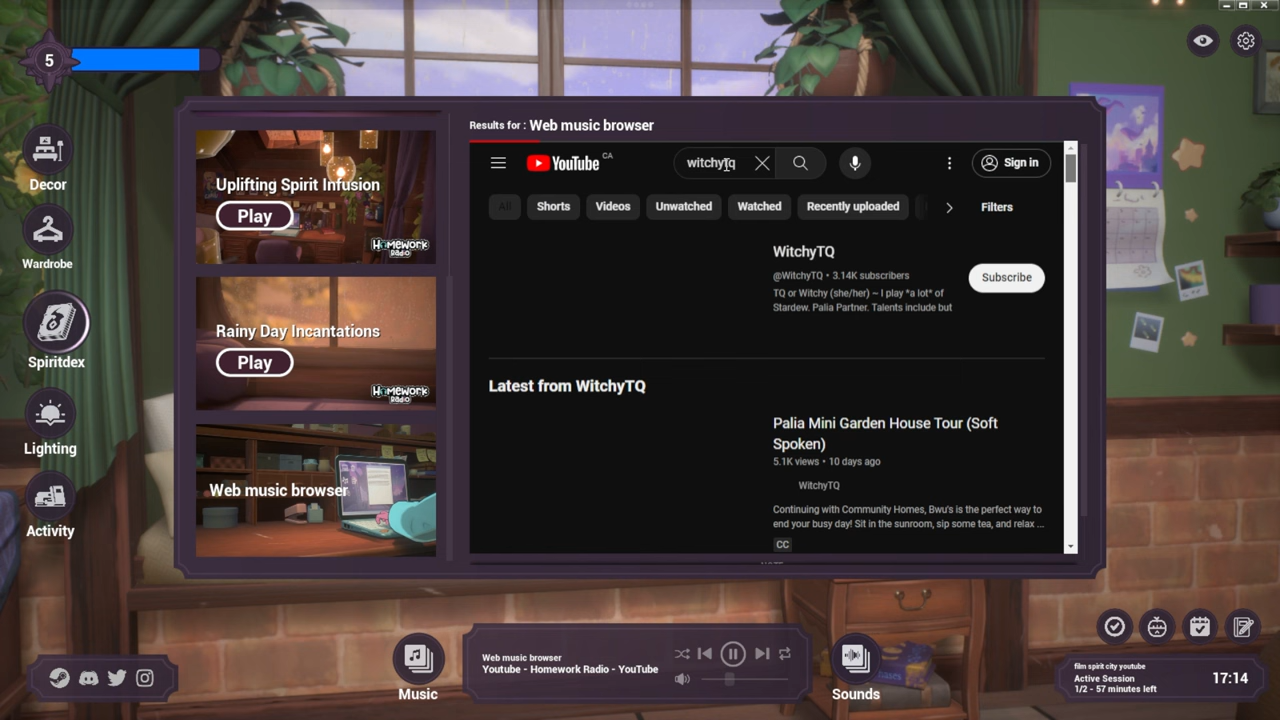 5
Decor
Wardrobe
Spiritdex
Lighting
Activity
Uplifting Spirit Infusion
Play
Homework
Radio
Rainy Day Incantations
Play
Homework
Radio
Web music browser
Results for : Web music browser
YouTube CA
witchytq
Sign in
All
Shorts
Videos
Unwatched
Watched
Recently uploaded
Filters
WitchyTQ
@WitchyTQ • 3.14K subscribers
TQ or Witchy (she/her) ~ I play *a lot* of
Stardew. Palia Partner. Talents include but
Subscribe
Latest from WitchyTQ
Palia Mini Garden House Tour (Soft
Spoken)
5.1K views • 10 days ago
WitchyTQ
Continuing with Community Homes, Bwu's is the perfect way to
end your busy day! Sit in the sunroom, sip some tea, and relax ...
CC
Music
Web music browser
Youtube - Homework Radio - YouTube
Sounds
film spirit city youtube
Active Session
1/2 - 57 minutes left
17:14